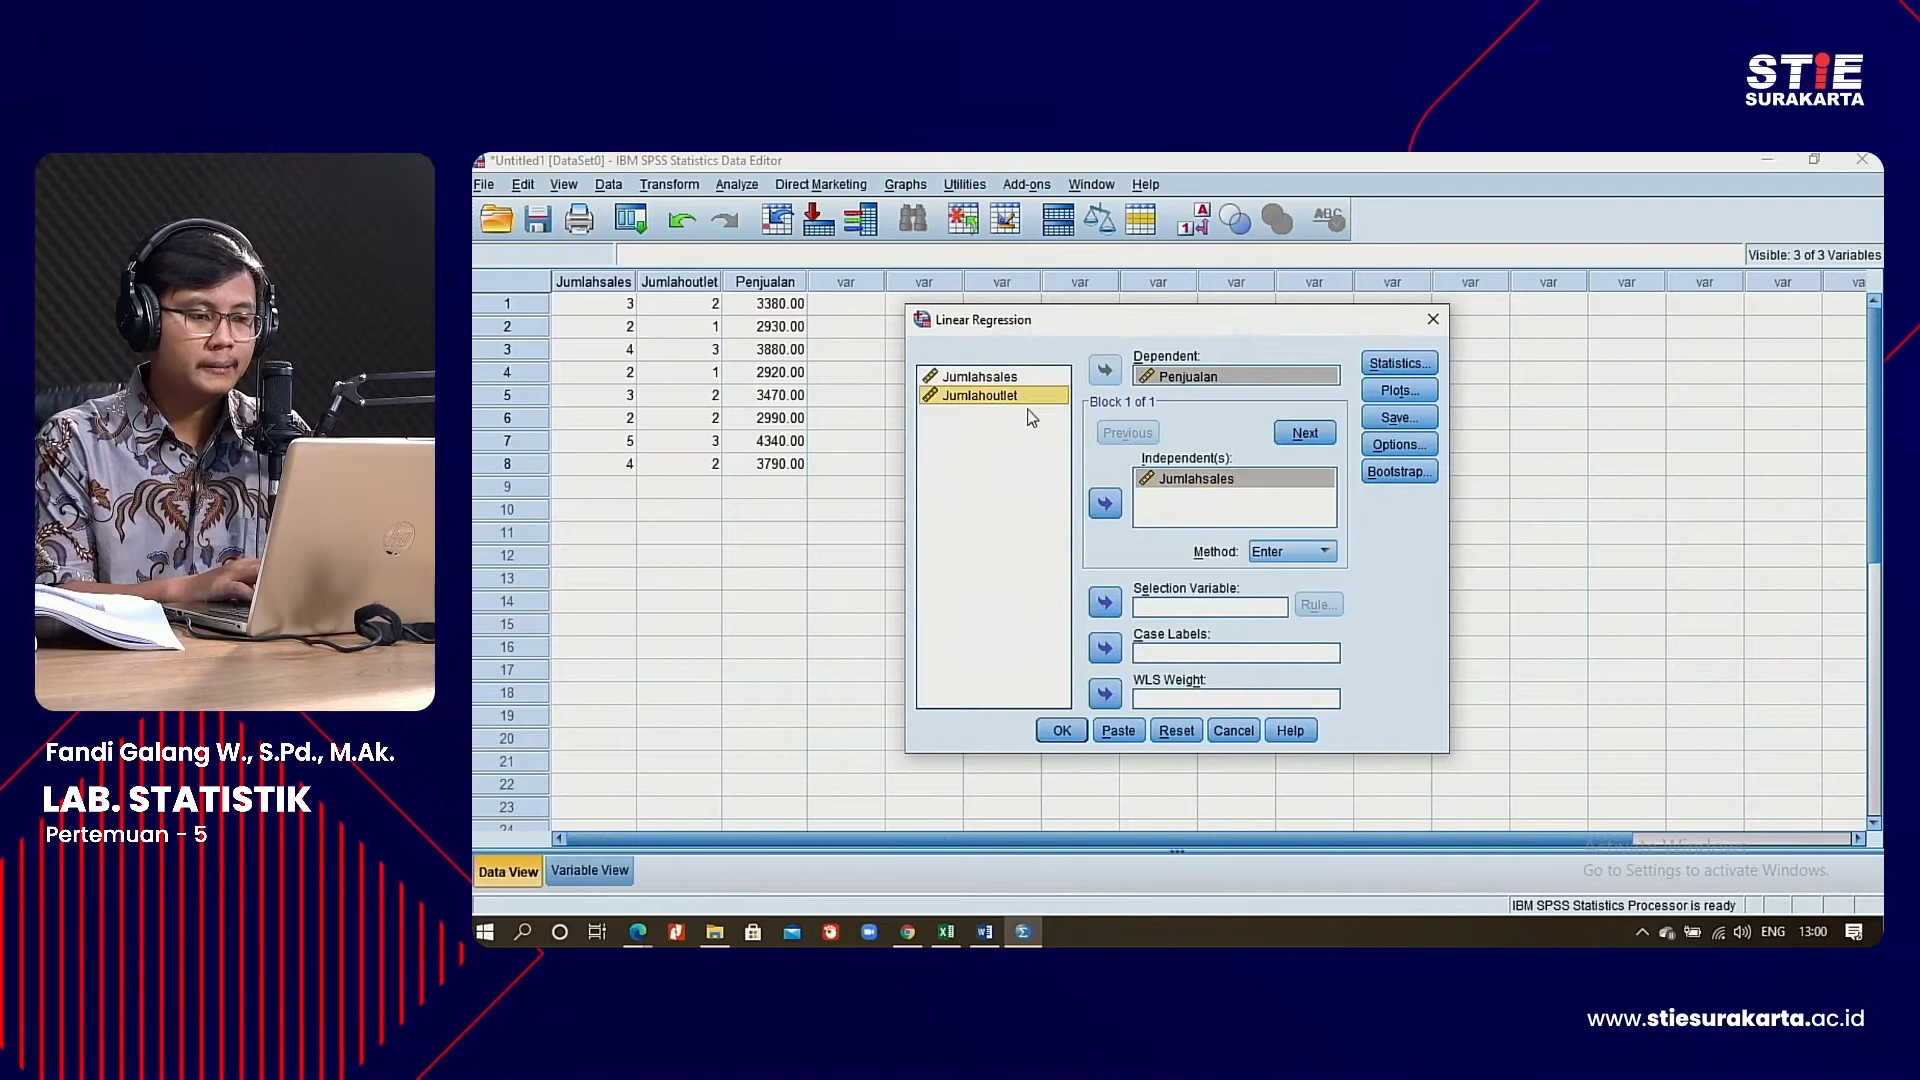 STiE
SURAKARTA
*Untitled1 [DataSet0] - IBM SPSS Statistics Data Editor
File Edit View Data Transform Analyze Direct Marketing Graphs Utilities Add-ons Window Help
Visible: 3 of 3 Variables
Jumlahsales Jumlahoutlet Penjualan var var var var var var var var var var var var var va
1 3 2 3380.00
2 2 1 2930.00
3 4 3 3880.00
4 2 1 2920.00
5 3 2 3470.00
6 2 2 2990.00
7 5 3 4340.00
8 4 2 3790.00
9
10
11
12
13
14
15
16
17
18
19
20
21
22
23
24
Linear Regression
Jumlahsales
Jumlahoutlet
Dependent:
Penjualan
Block 1 of 1
Previous Next
Independent(s):
Jumlahsales
Method: Enter
Selection Variable:
Rule...
Case Labels:
WLS Weight:
Statistics...
Plots...
Save...
Options...
Bootstrap...
OK Paste Reset Cancel Help
Activate Windows
Go to Settings to activate Windows.
Data View Variable View
IBM SPSS Statistics Processor is ready
ENG 13:00
hp
Fandi Galang W., S.Pd., M.Ak.
LAB. STATISTIK
Pertemuan - 5
www.stiesurakarta.ac.id